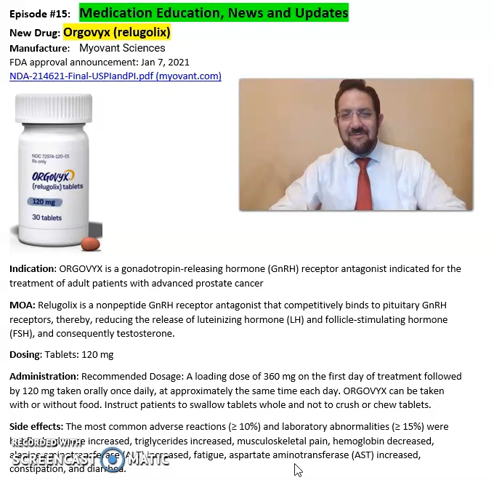 Episode #15: Medication Education, News and Updates
New Drug: Orgovyx (relugolix)
Manufacture: Myovant Sciences
FDA approval announcement: Jan 7, 2021
NDA-214621-Final-USPIandPI.pdf (myovant.com)
Rx only
ORGOVYX
(relugolix) tablets
120 mg
30 tablets
Indication: ORGOVYX is a gonadotropin-releasing hormone (GnRH) receptor antagonist indicated for the
treatment of adult patients with advanced prostate cancer
MOA: Relugolix is a nonpeptide GnRH receptor antagonist that competitively binds to pituitary GnRH
receptors, thereby, reducing the release of luteinizing hormone (LH) and follicle-stimulating hormone
(FSH), and consequently testosterone.
Dosing: Tablets: 120 mg
Administration: Recommended Dosage: A loading dose of 360 mg on the first day of treatment followed
by 120 mg taken orally once daily, at approximately the same time each day. ORGOVYX can be taken
with or without food. Instruct patients to swallow tablets whole and not to crush or chew tablets.
Side effects: The most common adverse reactions (≥ 10%) and laboratory abnormalities (≥ 15%) were
increased, triglycerides increased, musculoskeletal pain, hemoglobin decreased,
increased, fatigue, aspartate aminotransferase (AST) increased,
constipation, and diarrhea.
RECORDED WITH
SCREENCAST MATIC